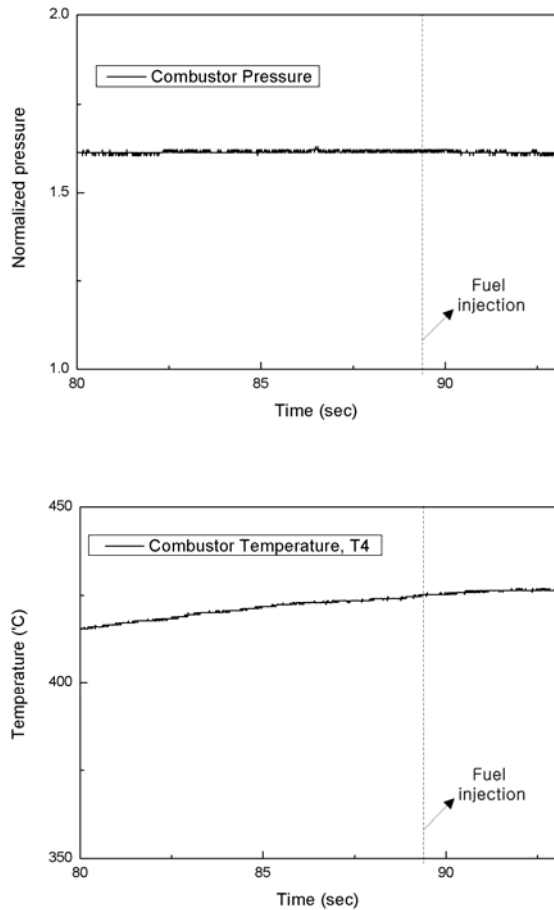 2.0
Combustor Pressure
Normalized pressure
1.5
Fuel
injection
1.0
80
85
90
Time (sec)
450
Combustor Temperature, T4
Temperature ('C)
400
Fuel
injection
350
80
85
90
Time (sec)